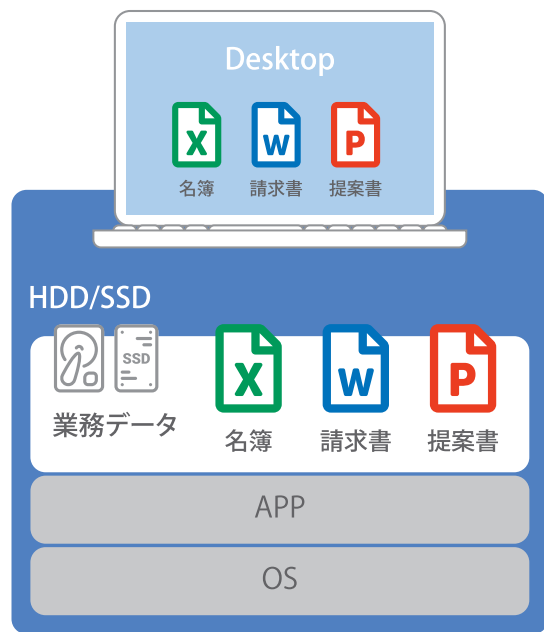 Desktop
X W P
名簿 請求書 提案書
HDD/SSD
SSD X W P
業務データ 名簿 請求書 提案書
APP
OS